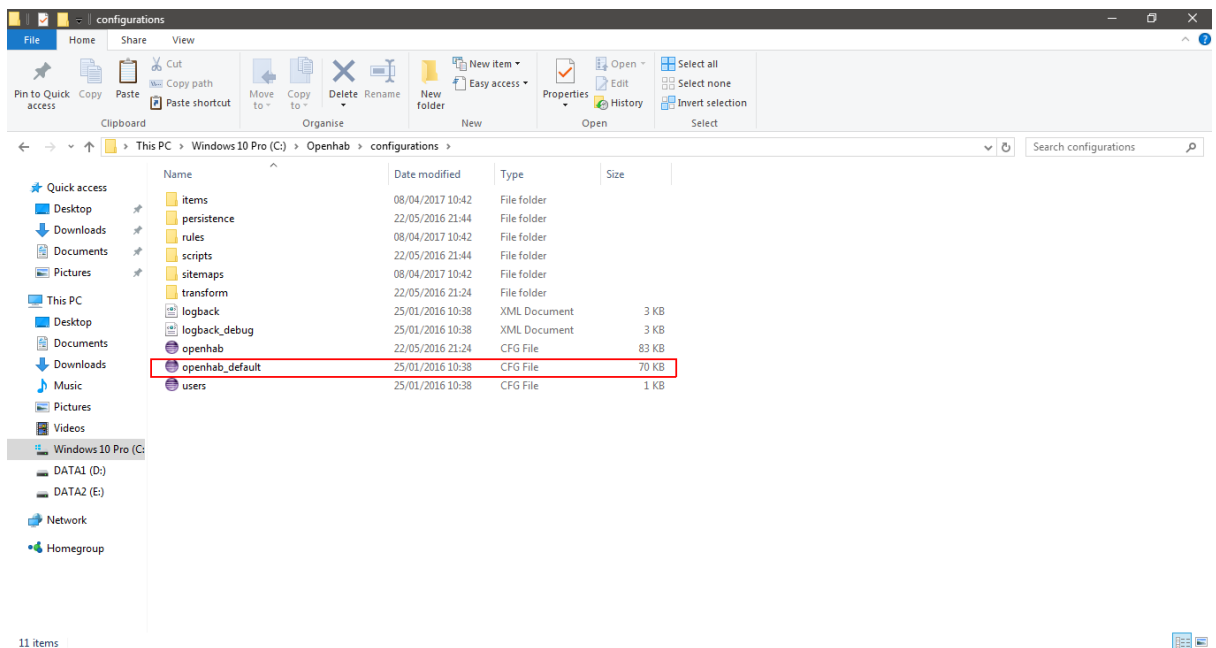 configurations
File Home Share View
Pin to Quick access
Copy
Paste
Cut
Copy path
Paste shortcut
Clipboard
Move to
Copy to
Delete
Rename
Organise
New folder
New item
Easy access
New
Properties
Open
Edit
History
Open
Select all
Select none
Invert selection
Select
This PC > Windows 10 Pro (C:) > Openhab > configurations >
Search configurations
Quick access
Desktop
Downloads
Documents
Pictures
This PC
Desktop
Documents
Downloads
Music
Pictures
Videos
Windows 10 Pro (C:
DATA1 (D:)
DATA2 (E:)
Network
Homegroup
Name Date modified Type Size
items 08/04/2017 10:42 File folder
persistence 22/05/2016 21:44 File folder
rules 08/04/2017 10:42 File folder
scripts 22/05/2016 21:44 File folder
sitemaps 08/04/2017 10:42 File folder
transform 22/05/2016 21:24 File folder
logback 25/01/2016 10:38 XML Document 3 KB
logback_debug 25/01/2016 10:38 XML Document 3 KB
openhab 22/05/2016 21:24 CFG File 83 KB
openhab_default 25/01/2016 10:38 CFG File 70 KB
users 25/01/2016 10:38 CFG File 1 KB
11 items